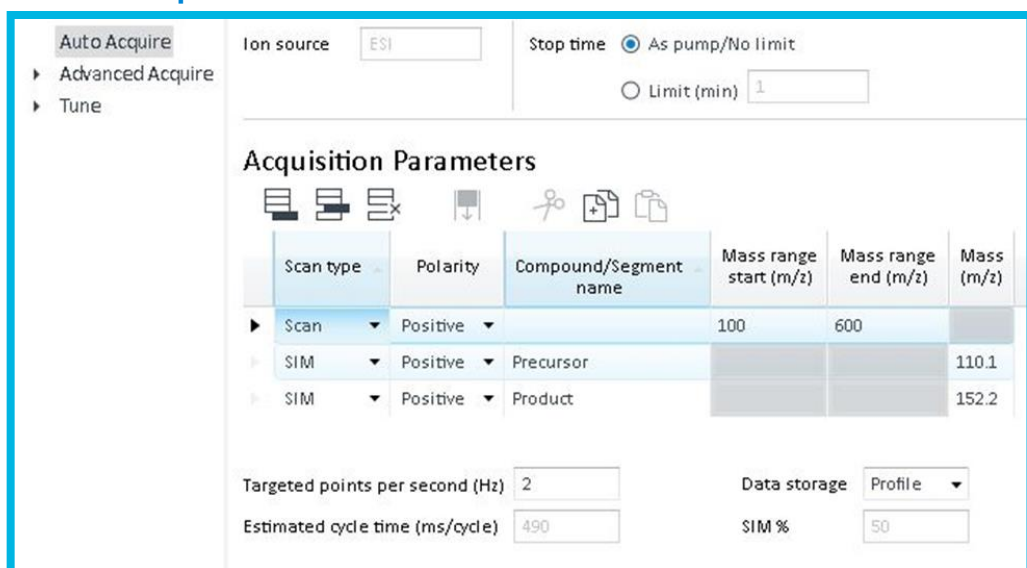 Auto Acquire
Advanced Acquire
Tune
Ion source ESI
Stop time As pump/No limit
Limit (min) 1
Acquisition Parameters
Scan type Polarity Compound/Segment name Mass range start (m/z) Mass range end (m/z) Mass (m/z)
Scan Positive 100 600
SIM Positive Precursor 110.1
SIM Positive Product 152.2
Targeted points per second (Hz) 2 Data storage Profile
Estimated cycle time (ms/cycle) 490 SIM % 50